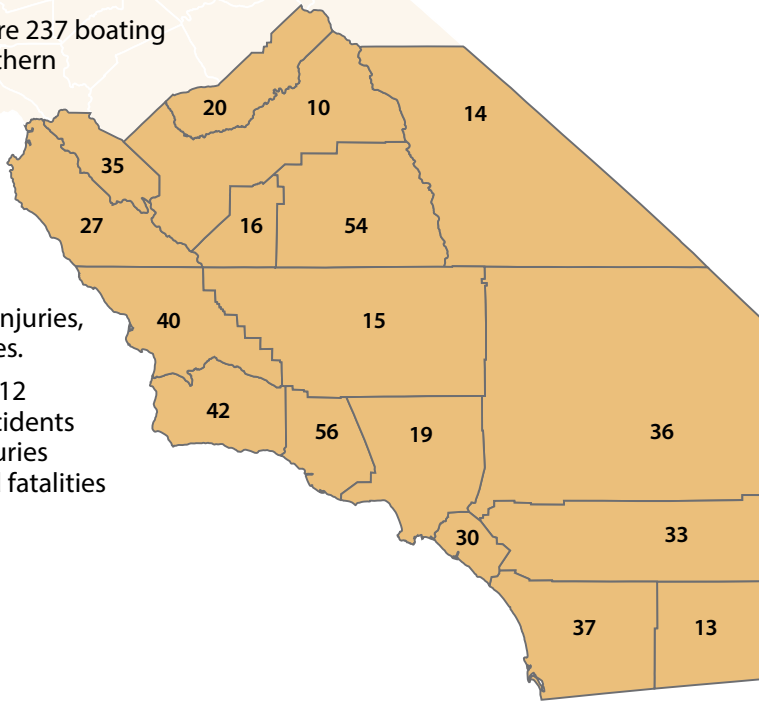 re 237 boating
thern
20
10
14
35
27
16
54
njuries,
es.
40
15
12
cidents
uries
l fatalities
42
56
19
36
30
33
37
13